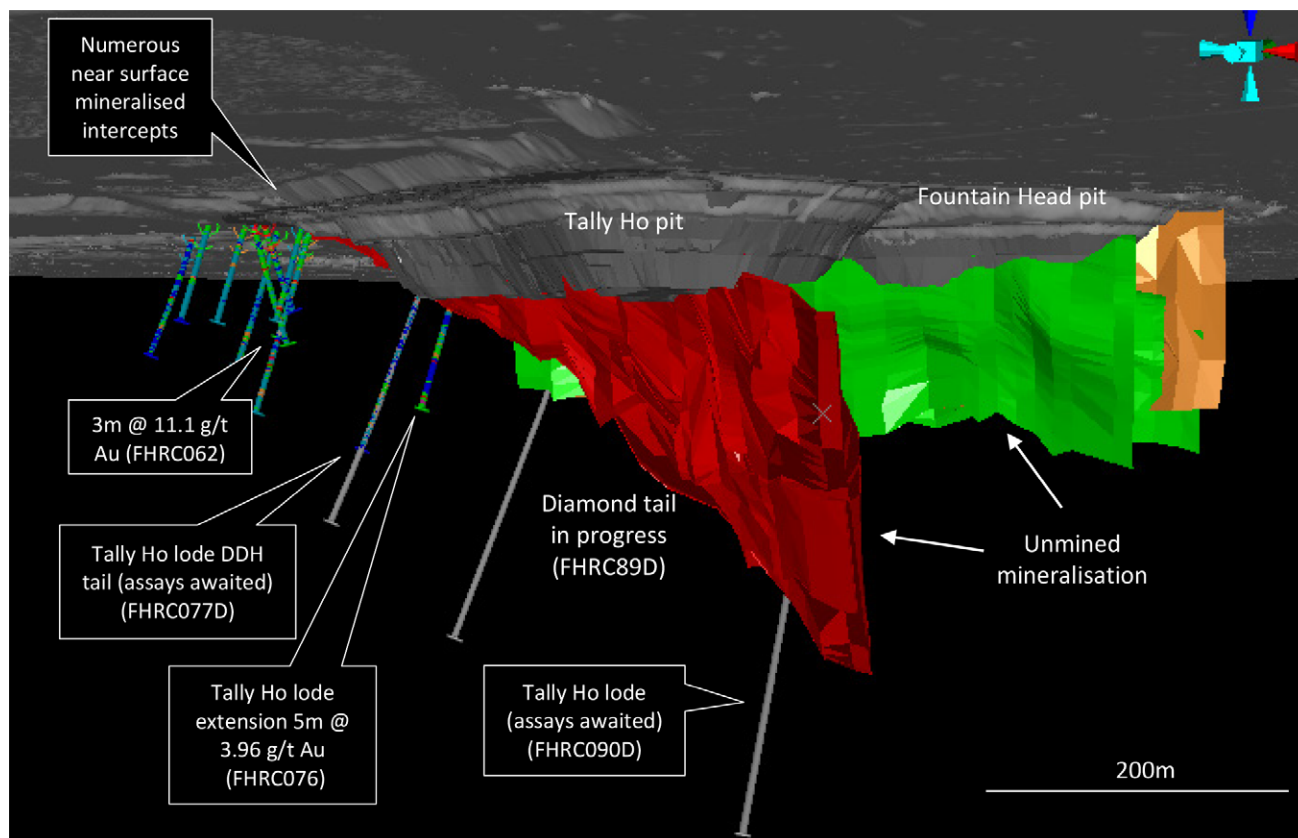 Numerous
near surface
mineralised
intercepts
Tally Ho pit
Fountain Head pit
3m @ 11.1 g/t
Au (FHRC062)
Tally Ho lode DDH
tail (assays awaited)
(FHRC077D)
Tally Ho lode
extension 5m @
3.96 g/t Au
(FHRC076)
Diamond tail
in progress
(FHRC89D)
Tally Ho lode
(assays awaited)
(FHRC090D)
Unmined
mineralisation
200m